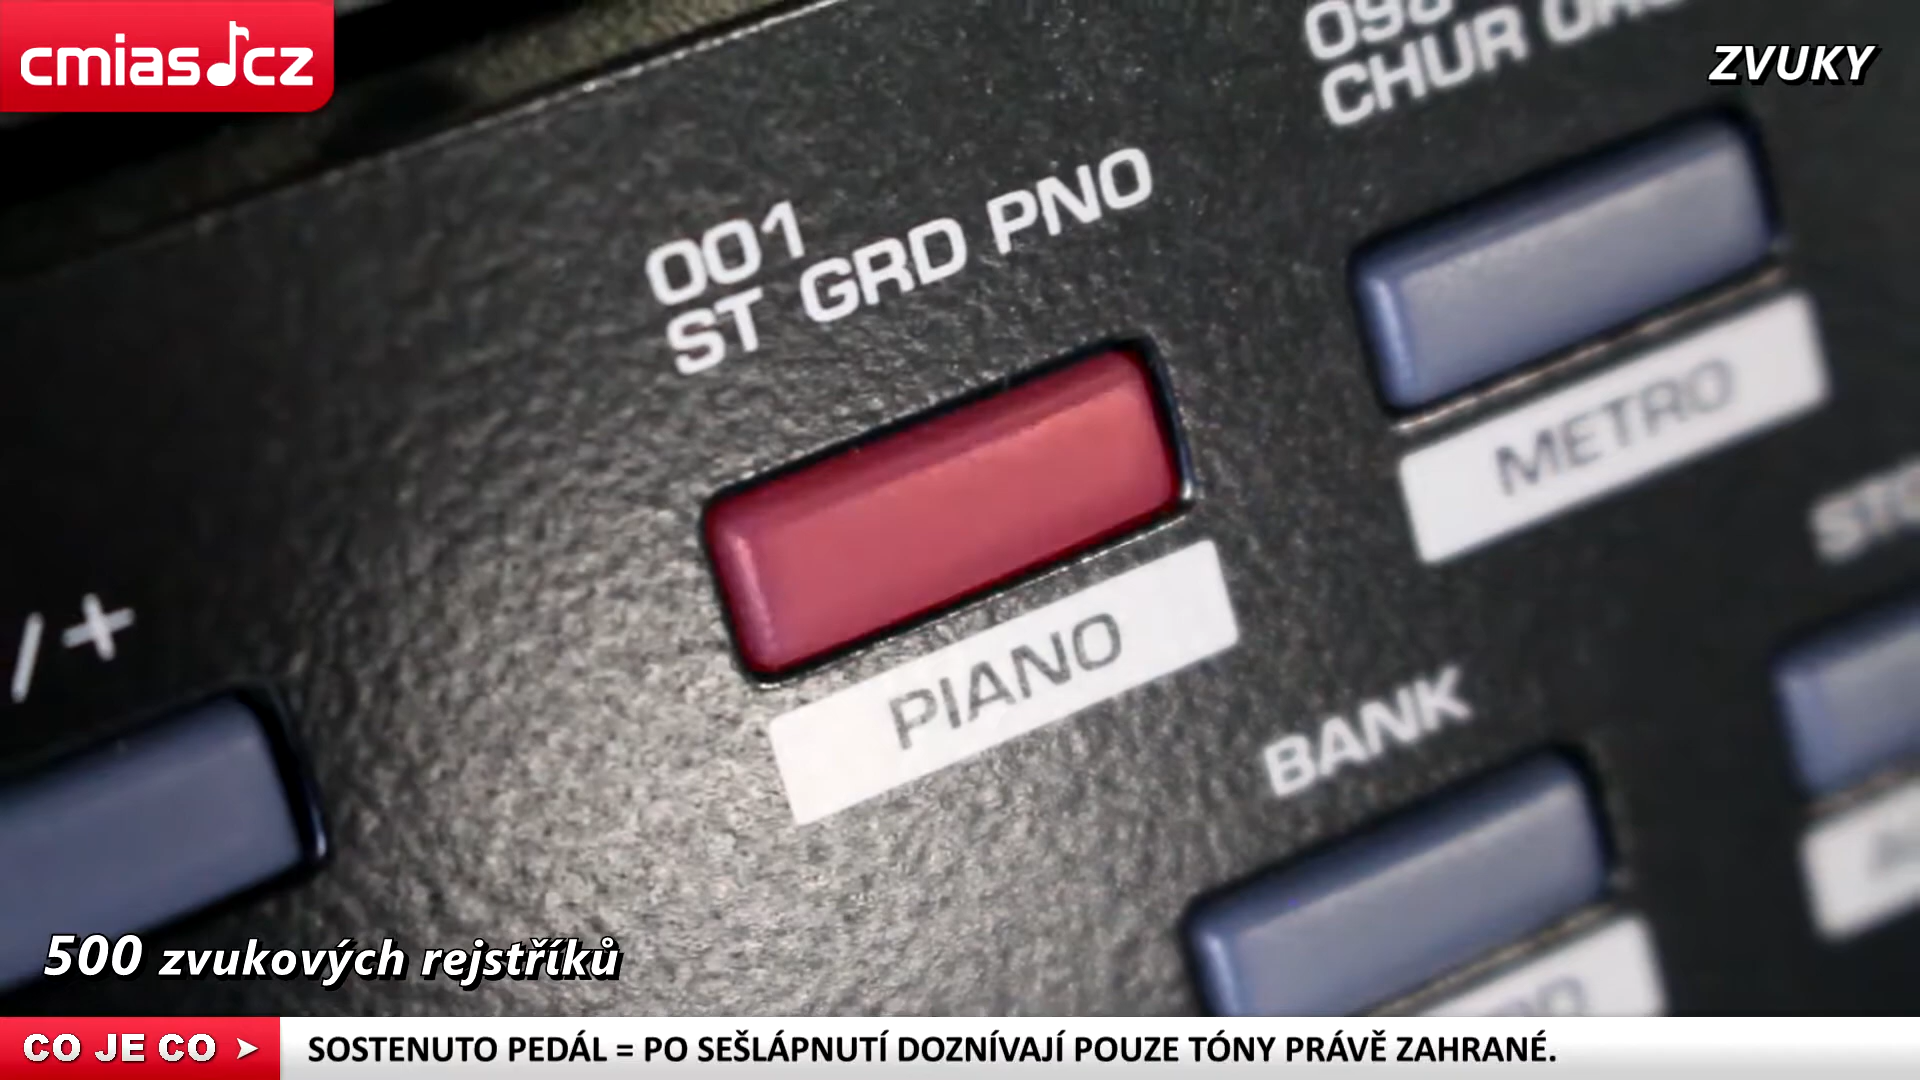 cmias.cz
ZVUKY
CHUR
001
ST GRD PNO
PIANO
METRO
/+
BANK
500 zvukových rejstříků
CO JE CO
SOSTENUTO PEDÁL = PO SEŠLÁPNUTÍ DOZNÍVAJÍ POUZE TÓNY PRÁVĚ ZAHRANÉ.